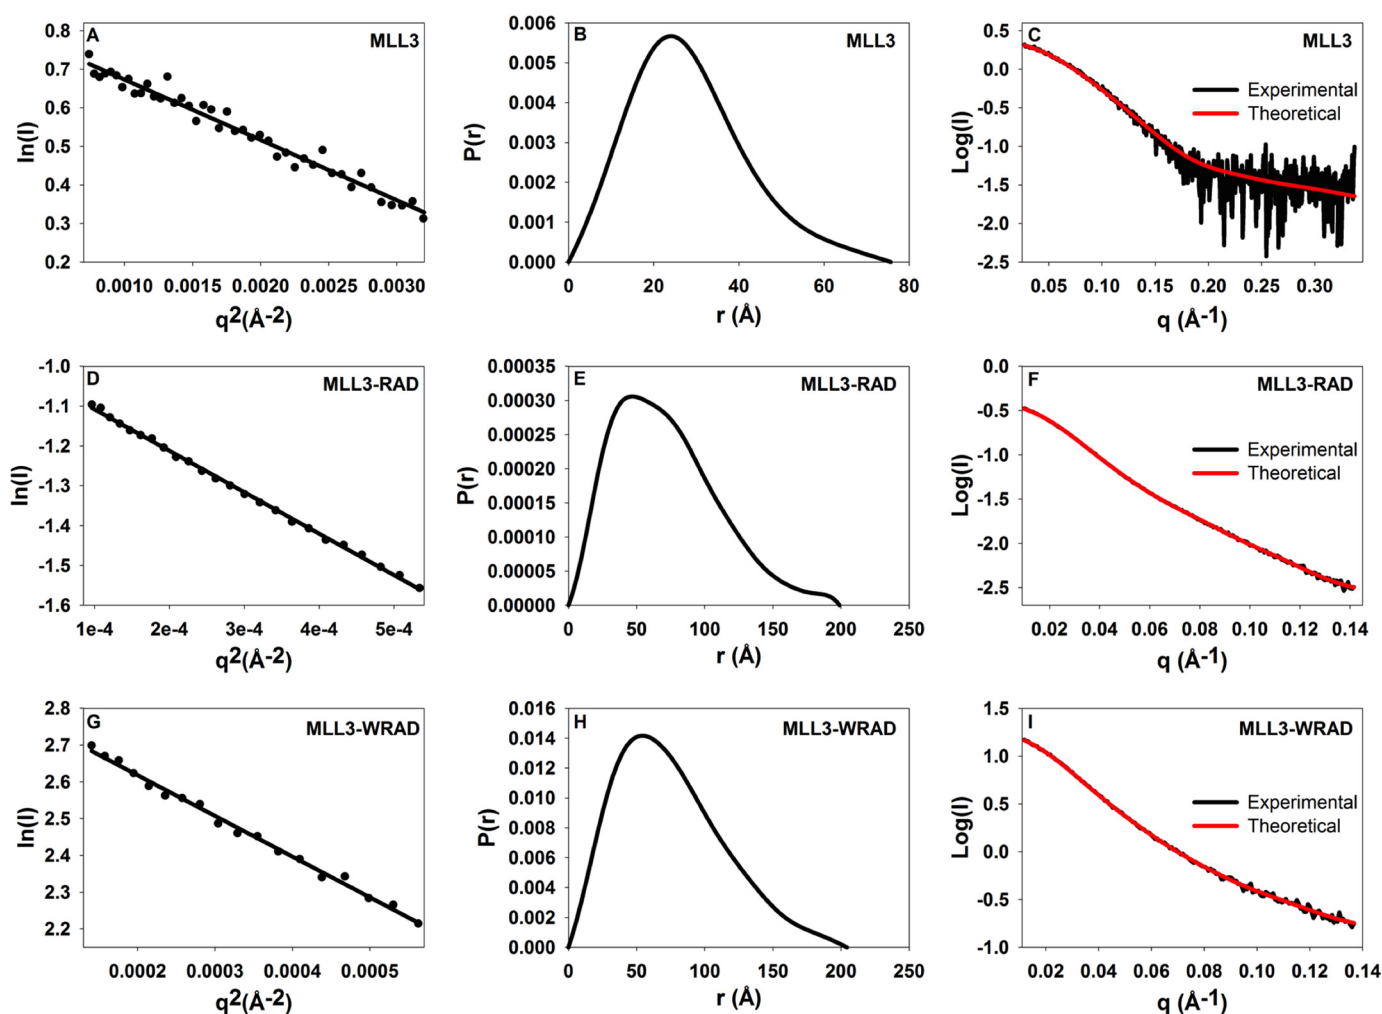 A
MLL3
0.8
0.7
0.6
0.5
0.4
0.3
0.2
ln(I)
0.0010 0.0015 0.0020 0.0025 0.0030
q2(Å-2)
B
MLL3
0.006
0.005
0.004
0.003
0.002
0.001
0.000
P(r)
0 20 40 60 80
r (Å)
C
MLL3
Experimental
Theoretical
0.5
0.0
-0.5
-1.0
-1.5
-2.0
-2.5
Log(I)
0.05 0.10 0.15 0.20 0.25 0.30
q (Å-1)
D
MLL3-RAD
-1.0
-1.1
-1.2
-1.3
-1.4
-1.5
-1.6
ln(I)
1e-4 2e-4 3e-4 4e-4 5e-4
q2(Å-2)
E
MLL3-RAD
0.00035
0.00030
0.00025
0.00020
0.00015
0.00010
0.00005
0.00000
P(r)
0 50 100 150 200 250
r (Å)
F
MLL3-RAD
Experimental
Theoretical
0.0
-0.5
-1.0
-1.5
-2.0
-2.5
Log(I)
0.02 0.04 0.06 0.08 0.10 0.12 0.14
q (Å-1)
G
MLL3-WRAD
2.8
2.7
2.6
2.5
2.4
2.3
2.2
ln(I)
0.0002 0.0003 0.0004 0.0005
q2(Å-2)
H
MLL3-WRAD
0.016
0.014
0.012
0.010
0.008
0.006
0.004
0.002
0.000
P(r)
0 50 100 150 200 250
r (Å)
I
MLL3-WRAD
Experimental
Theoretical
1.5
1.0
0.5
0.0
-0.5
-1.0
Log(I)
0.02 0.04 0.06 0.08 0.10 0.12 0.14
q (Å-1)